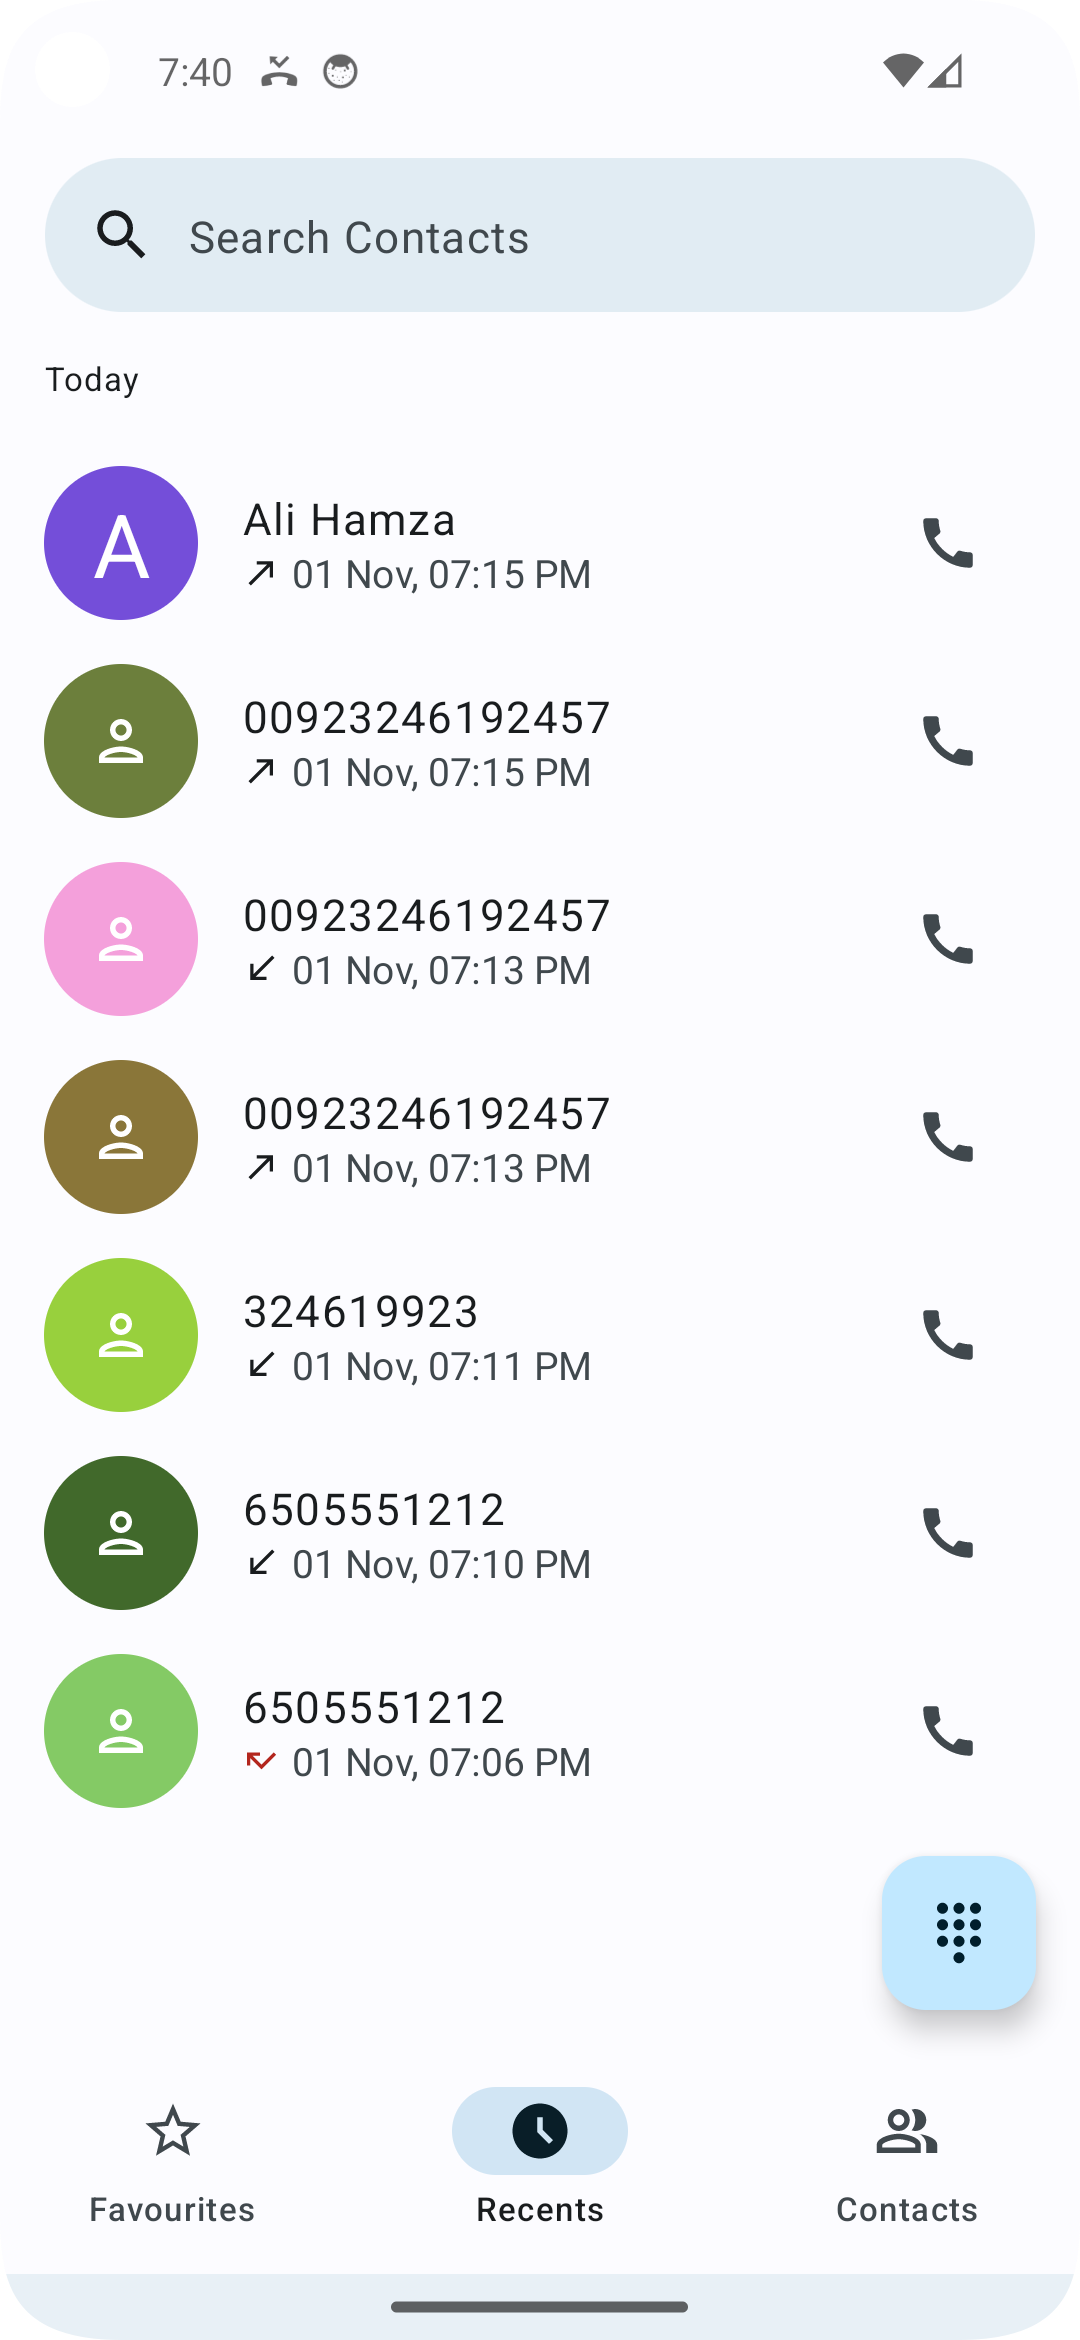 7:40
Search Contacts
Today
A
Ali Hamza
01 Nov, 07:15 PM
00923246192457
01 Nov, 07:15 PM
00923246192457
01 Nov, 07:13 PM
00923246192457
01 Nov, 07:13 PM
324619923
01 Nov, 07:11 PM
6505551212
01 Nov, 07:10 PM
6505551212
01 Nov, 07:06 PM
Favourites
Recents
Contacts